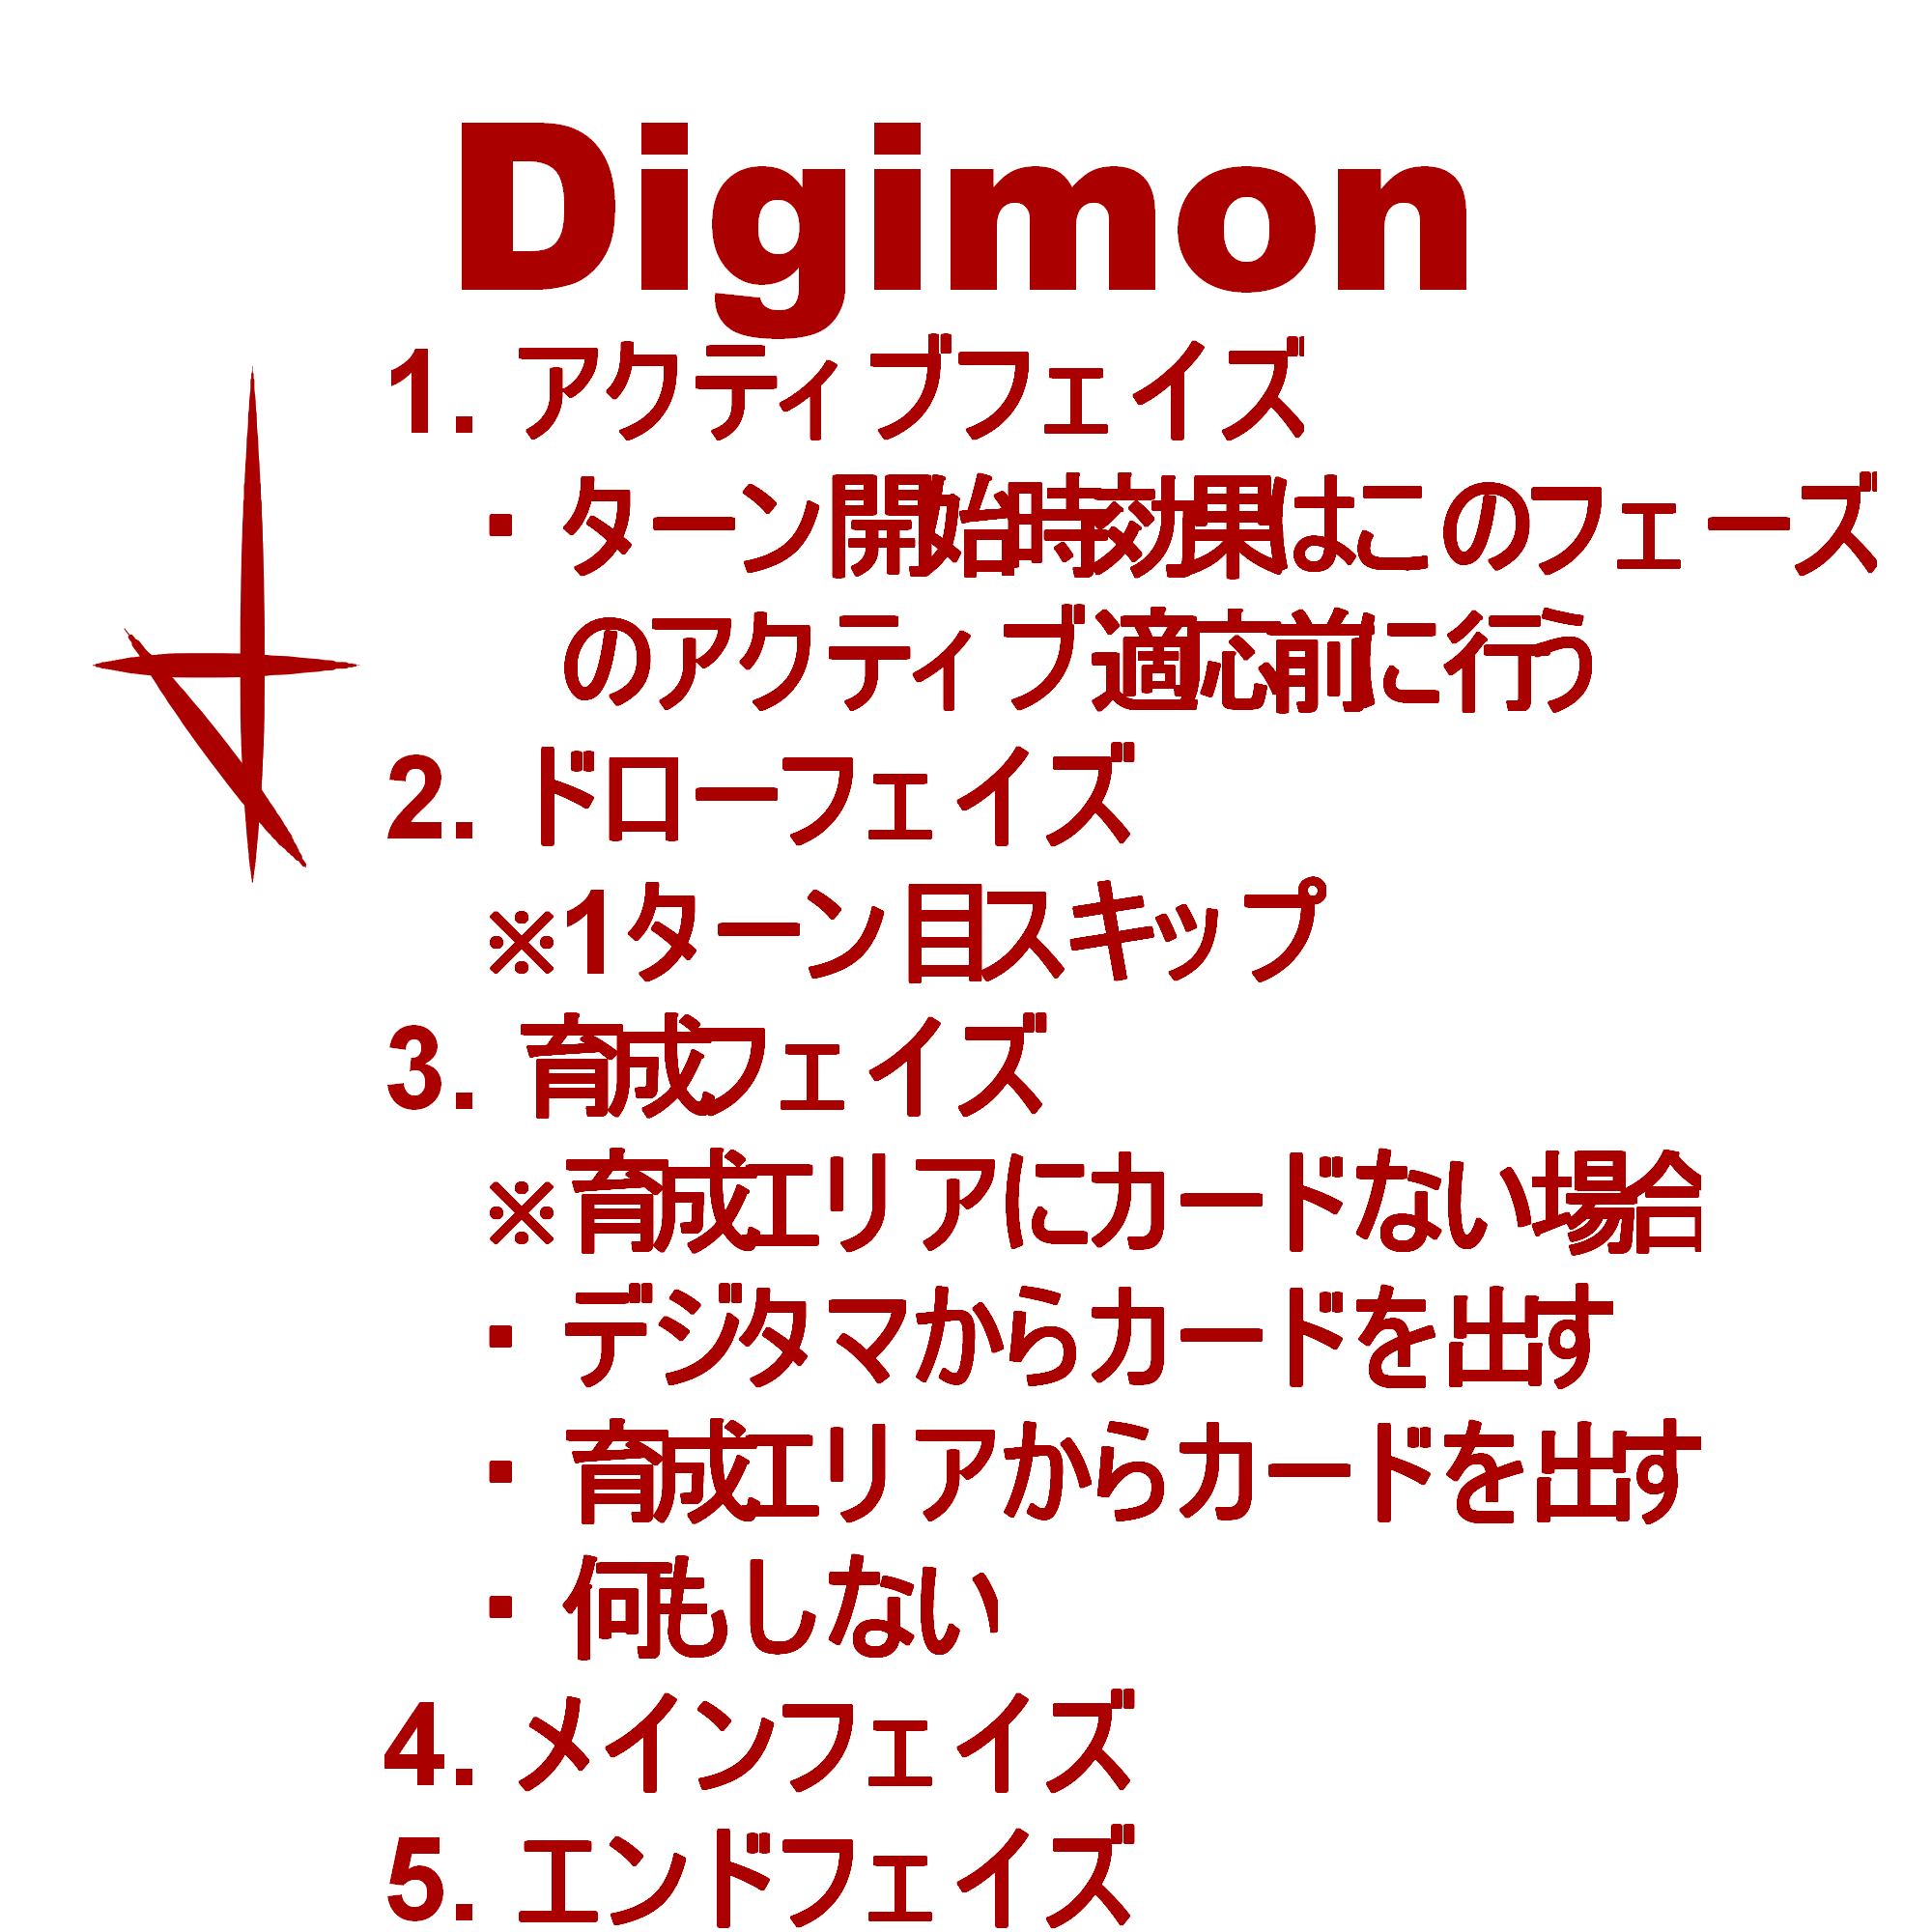 Digimon
1. アクティブフェイズ
・ ターン開始時効果はこのフェーズ
のアクティブ適応前に行う
2. ドローフェイズ
※1ターン目スキップ
3. 育成フェイズ
※育成エリアにカードない場合
・ デジタマからカードを出す
・ 育成エリアからカードを出す
・ 何もしない
4. メインフェイズ
5. エンドフェイズ